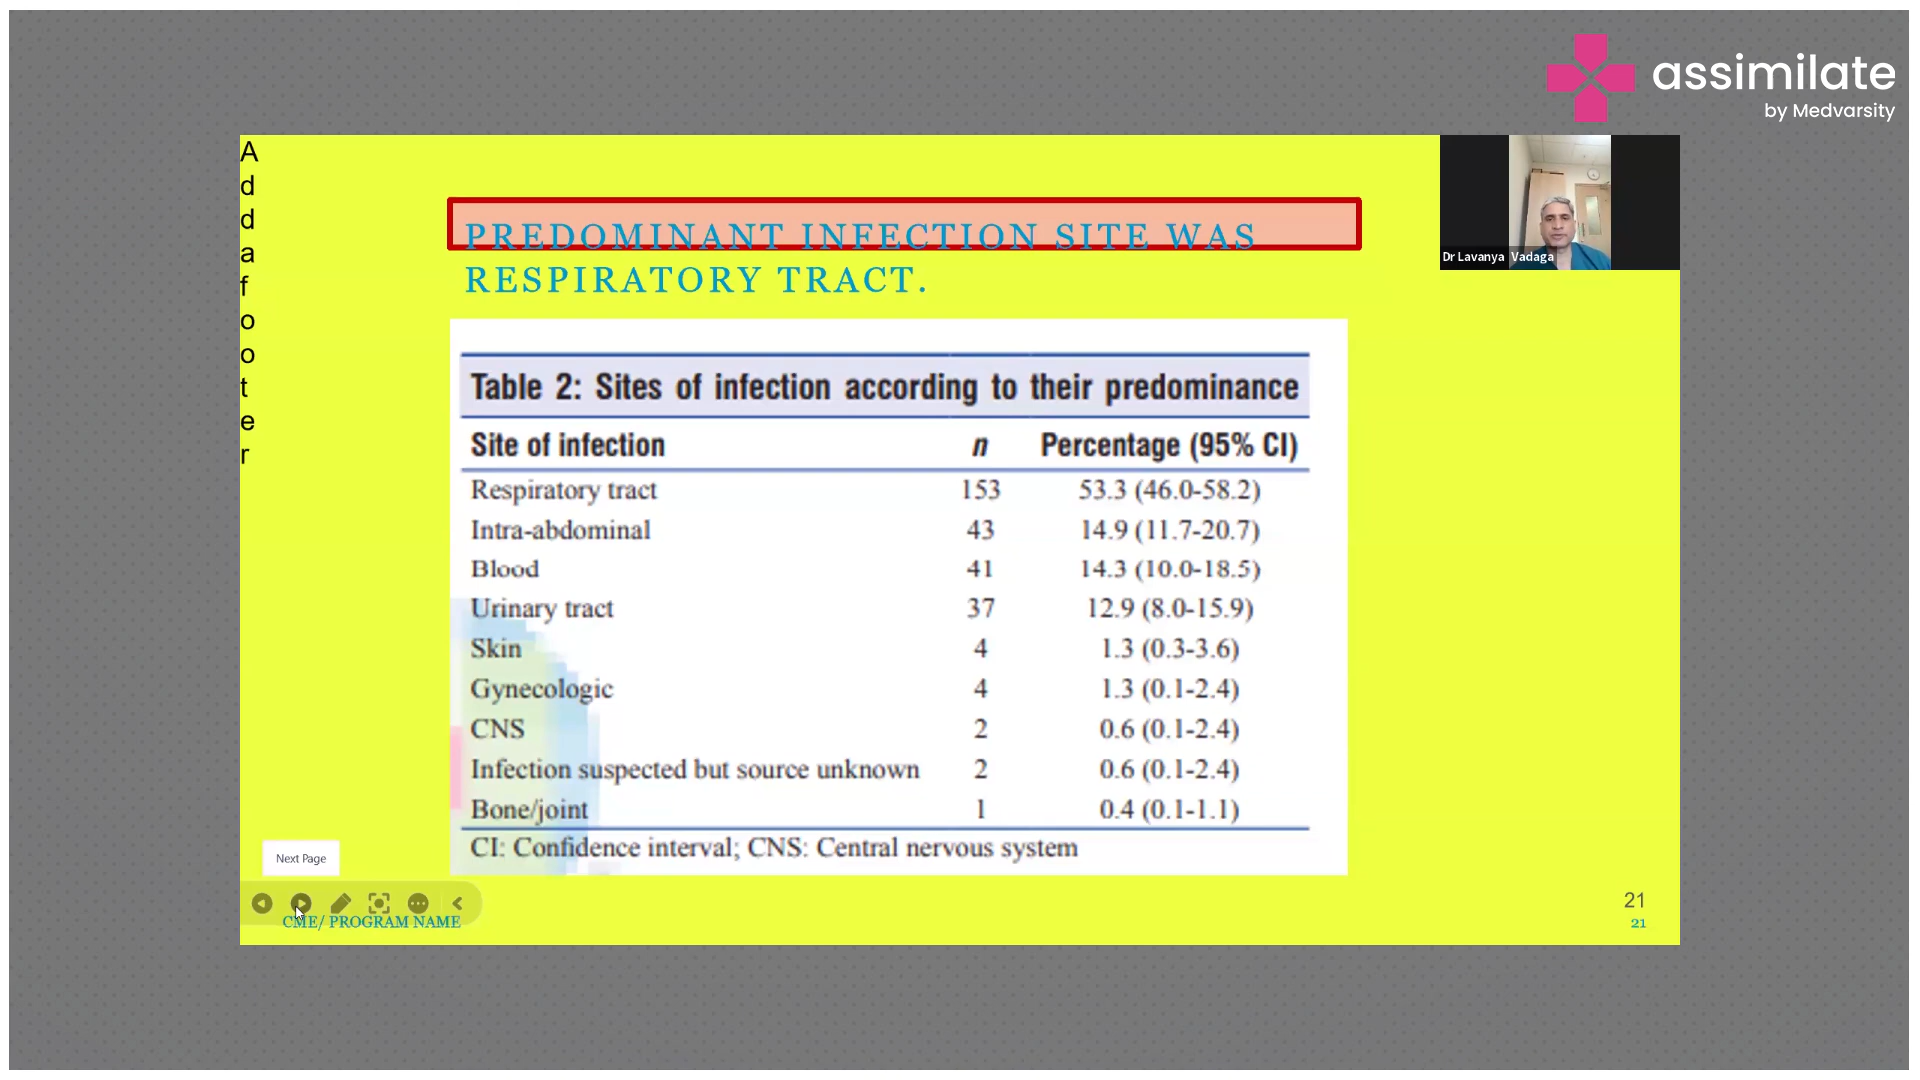 assimilate
by Medvarsity
A
d
d
a
f
o
o
t
e
r
PREDOMINANT INFECTION SITE WAS
RESPIRATORY TRACT.
Dr Lavanya Vadaga
Table 2: Sites of infection according to their predominance
Site of infection n Percentage (95% CI)
Respiratory tract 153 53.3 (46.0-58.2)
Intra-abdominal 43 14.9 (11.7-20.7)
Blood 41 14.3 (10.0-18.5)
Urinary tract 37 12.9 (8.0-15.9)
Skin 4 1.3 (0.3-3.6)
Gynecologic 4 1.3 (0.1-2.4)
CNS 2 0.6 (0.1-2.4)
Infection suspected but source unknown 2 0.6 (0.1-2.4)
Bone/joint 1 0.4 (0.1-1.1)
CI: Confidence interval; CNS: Central nervous system
Next Page
CME/ PROGRAM NAME
21
21